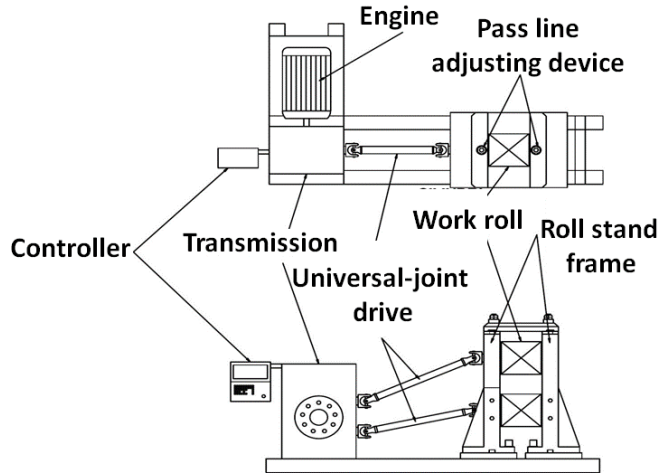 Engine
Pass line
adjusting device
Controller
Transmission
Universal-joint
drive
Work roll
Roll stand
frame